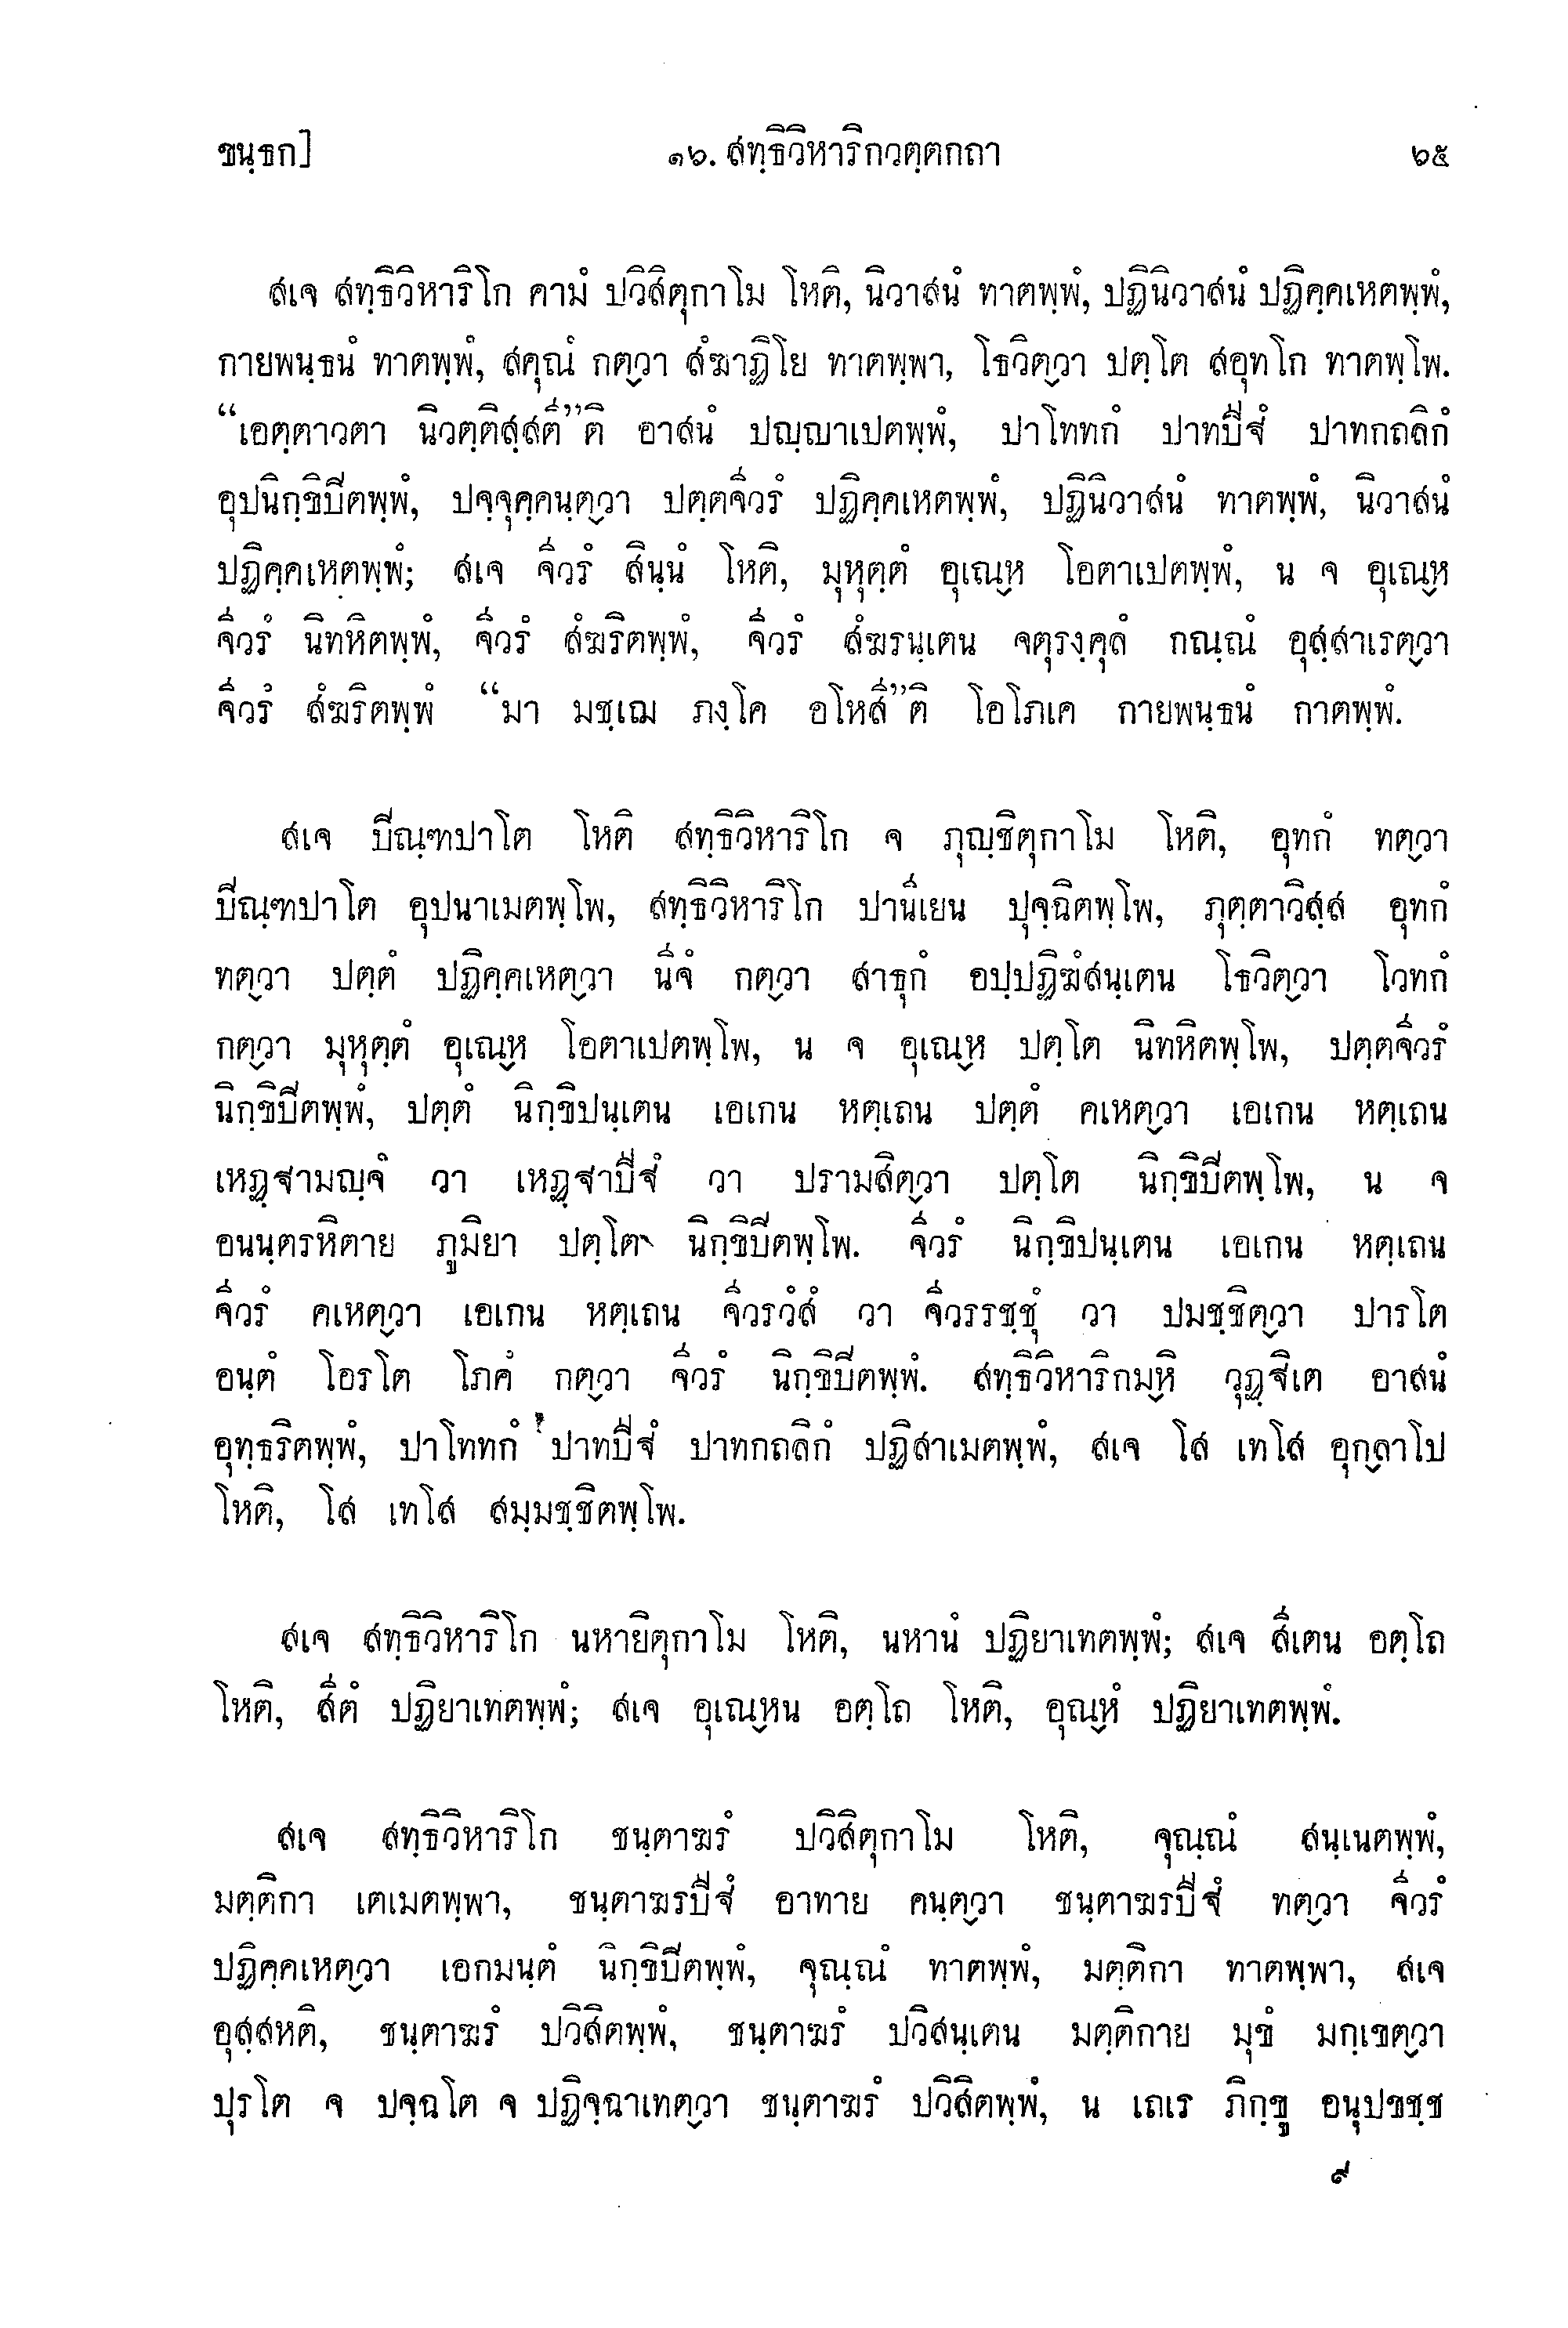 ขนฺธก] ๑๖. สทฺธิวิหาริกวตฺตกถา ๖๕
สเจ สทฺธิวิหาริโก คามํ ปวิสิตุกาโม โหติ, นิวาสนํ ทาตพฺพํ, ปฏินิวาสนํ ปฏิคฺคเหตพฺพํ,
กายพนฺธนํ ทาตพฺพํ, สคุณํ กตฺวา สํฆาฏิโย ทาตพฺพา, โธวิตฺวา ปตฺโต สอุทโก ทาตพฺโพ.
“เอตฺตาวตา นิวตฺติสฺสตี”ติ อาสนํ ปญฺญาเปตพฺพํ, ปาโททกํ ปาทปีฐํ ปาทกถลิกํ
อุปนิกฺขิปิตพฺพํ, ปจฺจุคฺคนฺตฺวา ปตฺตจีวรํ ปฏิคฺคเหตพฺพํ, ปฏินิวาสนํ ทาตพฺพํ, นิวาสนํ
ปฏิคฺคเหตพฺพํ; สเจ จีวรํ สินฺนํ โหติ, มุหุตฺตํ อุเณฺห โอตาเปตพฺพํ, น จ อุเณฺห
จีวรํ นิทหิตพฺพํ, จีวรํ สํฆริตพฺพํ, จีวรํ สํฆรนฺเตน จตุรงฺคุลํ กณฺณํ อุสฺสาเรตฺวา
จีวรํ สํฆริตพฺพํ “มา มชฺเฌ ภงฺโค อโหสี”ติ โอโภเค กายพนฺธนํ กาตพฺพํ.
สเจ ปิณฺฑปาโต โหติ สทฺธิวิหาริโก จ ภุญฺชิตุกาโม โหติ, อุทกํ ทตฺวา
ปิณฺฑปาโต อุปนาเมตพฺโพ, สทฺธิวิหาริโก ปานีเยน ปุจฺฉิตพฺโพ, ภุตฺตาวิสฺส อุทกํ
ทตฺวา ปตฺตํ ปฏิคฺคเหตฺวา นีจํ กตฺวา สาธุกํ อปฺปฏิฆํสนฺเตน โธวิตฺวา โวทกํ
กตฺวา มุหุตฺตํ อุเณฺห โอตาเปตพฺโพ, น จ อุเณฺห ปตฺโต นิทหิตพฺโพ, ปตฺตจีวรํ
นิกฺขิปิตพฺพํ, ปตฺตํ นิกฺขิปนฺเตน เอเกน หตฺเถน ปตฺตํ คเหตฺวา เอเกน หตฺเถน
เหฏฺฐามญฺจํ วา เหฏฺฐาปีฐํ วา ปรามสิตฺวา ปตฺโต นิกฺขิปิตพฺโพ, น จ
อนนฺตรหิตาย ภูมิยา ปตฺโต นิกฺขิปิตพฺโพ. จีวรํ นิกฺขิปนฺเตน เอเกน หตฺเถน
จีวรํ คเหตฺวา เอเกน หตฺเถน จีวรวํสํ วา จีวรรชฺชุํ วา ปมชฺชิตฺวา ปารโต
อนฺตํ โอรโต โภคํ กตฺวา จีวรํ นิกฺขิปิตพฺพํ. สทฺธิวิหาริกมฺหิ วุฏฺฐิเต อาสนํ
อุทฺธริตพฺพํ, ปาโททกํ ปาทปีฐํ ปาทกถลิกํ ปฏิสาเมตพฺพํ, สเจ โส เทโส อุกฺลาโป
โหติ, โส เทโส สมฺมชฺชิตพฺโพ.
สเจ สทฺธิวิหาริโก นหายิตุกาโม โหติ, นหานํ ปฏิยาเทตพฺพํ; สเจ สีเตน อตฺโถ
โหติ, สีตํ ปฏิยาเทตพฺพํ; สเจ อุเณฺหน อตฺโถ โหติ, อุณฺหํ ปฏิยาเทตพฺพํ.
สเจ สทฺธิวิหาริโก ชนฺตาฆรํ ปวิสิตุกาโม โหติ, จุณฺณํ สนฺเนตพฺพํ,
มตฺติกา เตเมตพฺพา, ชนฺตาฆรปีฐํ อาทาย คนฺตฺวา ชนฺตาฆรปีฐํ ทตฺวา จีวรํ
ปฏิคฺคเหตฺวา เอกมนฺตํ นิกฺขิปิตพฺพํ, จุณฺณํ ทาตพฺพํ, มตฺติกา ทาตพฺพา, สเจ
อุสฺสหติ, ชนฺตาฆรํ ปวิสิตพฺพํ, ชนฺตาฆรํ ปวิสนฺเตน มตฺติกาย มุขํ มกฺเขตฺวา
ปุรโต จ ปจฺฉโต จ ปฏิจฺฉาเทตฺวา ชนฺตาฆรํ ปวิสิตพฺพํ, น เถเร ภิกฺขู อนุปขชฺช
๙